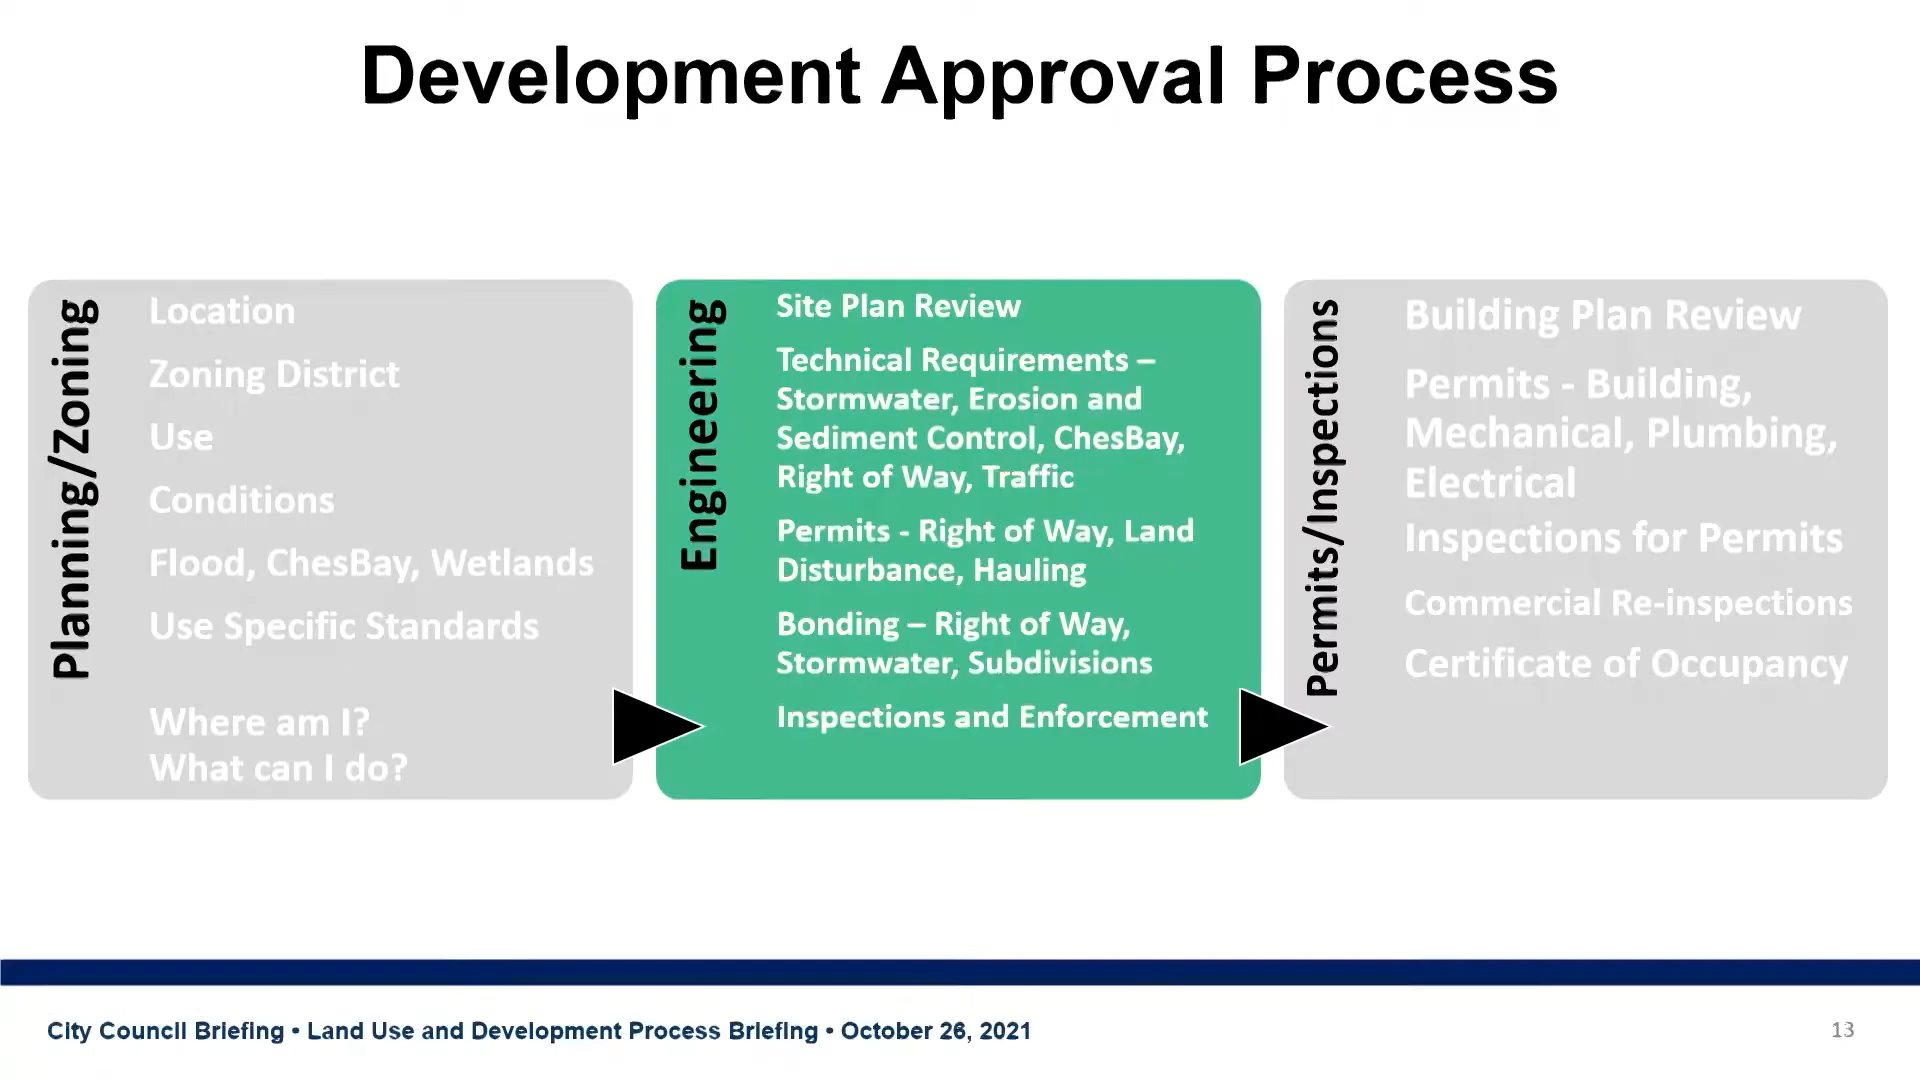 Development Approval Process
Planning/Zoning
Location
Zoning District
Use
Conditions
Flood, ChesBay, Wetlands
Use Specific Standards
Where am I?
What can I do?
Engineering
Site Plan Review
Technical Requirements –
Stormwater, Erosion and
Sediment Control, ChesBay,
Right of Way, Traffic
Permits - Right of Way, Land
Disturbance, Hauling
Bonding – Right of Way,
Stormwater, Subdivisions
Inspections and Enforcement
Permits/Inspections
Building Plan Review
Permits - Building,
Mechanical, Plumbing,
Electrical
Inspections for Permits
Commercial Re-inspections
Certificate of Occupancy
City Council Briefing • Land Use and Development Process Briefing • October 26, 2021
13